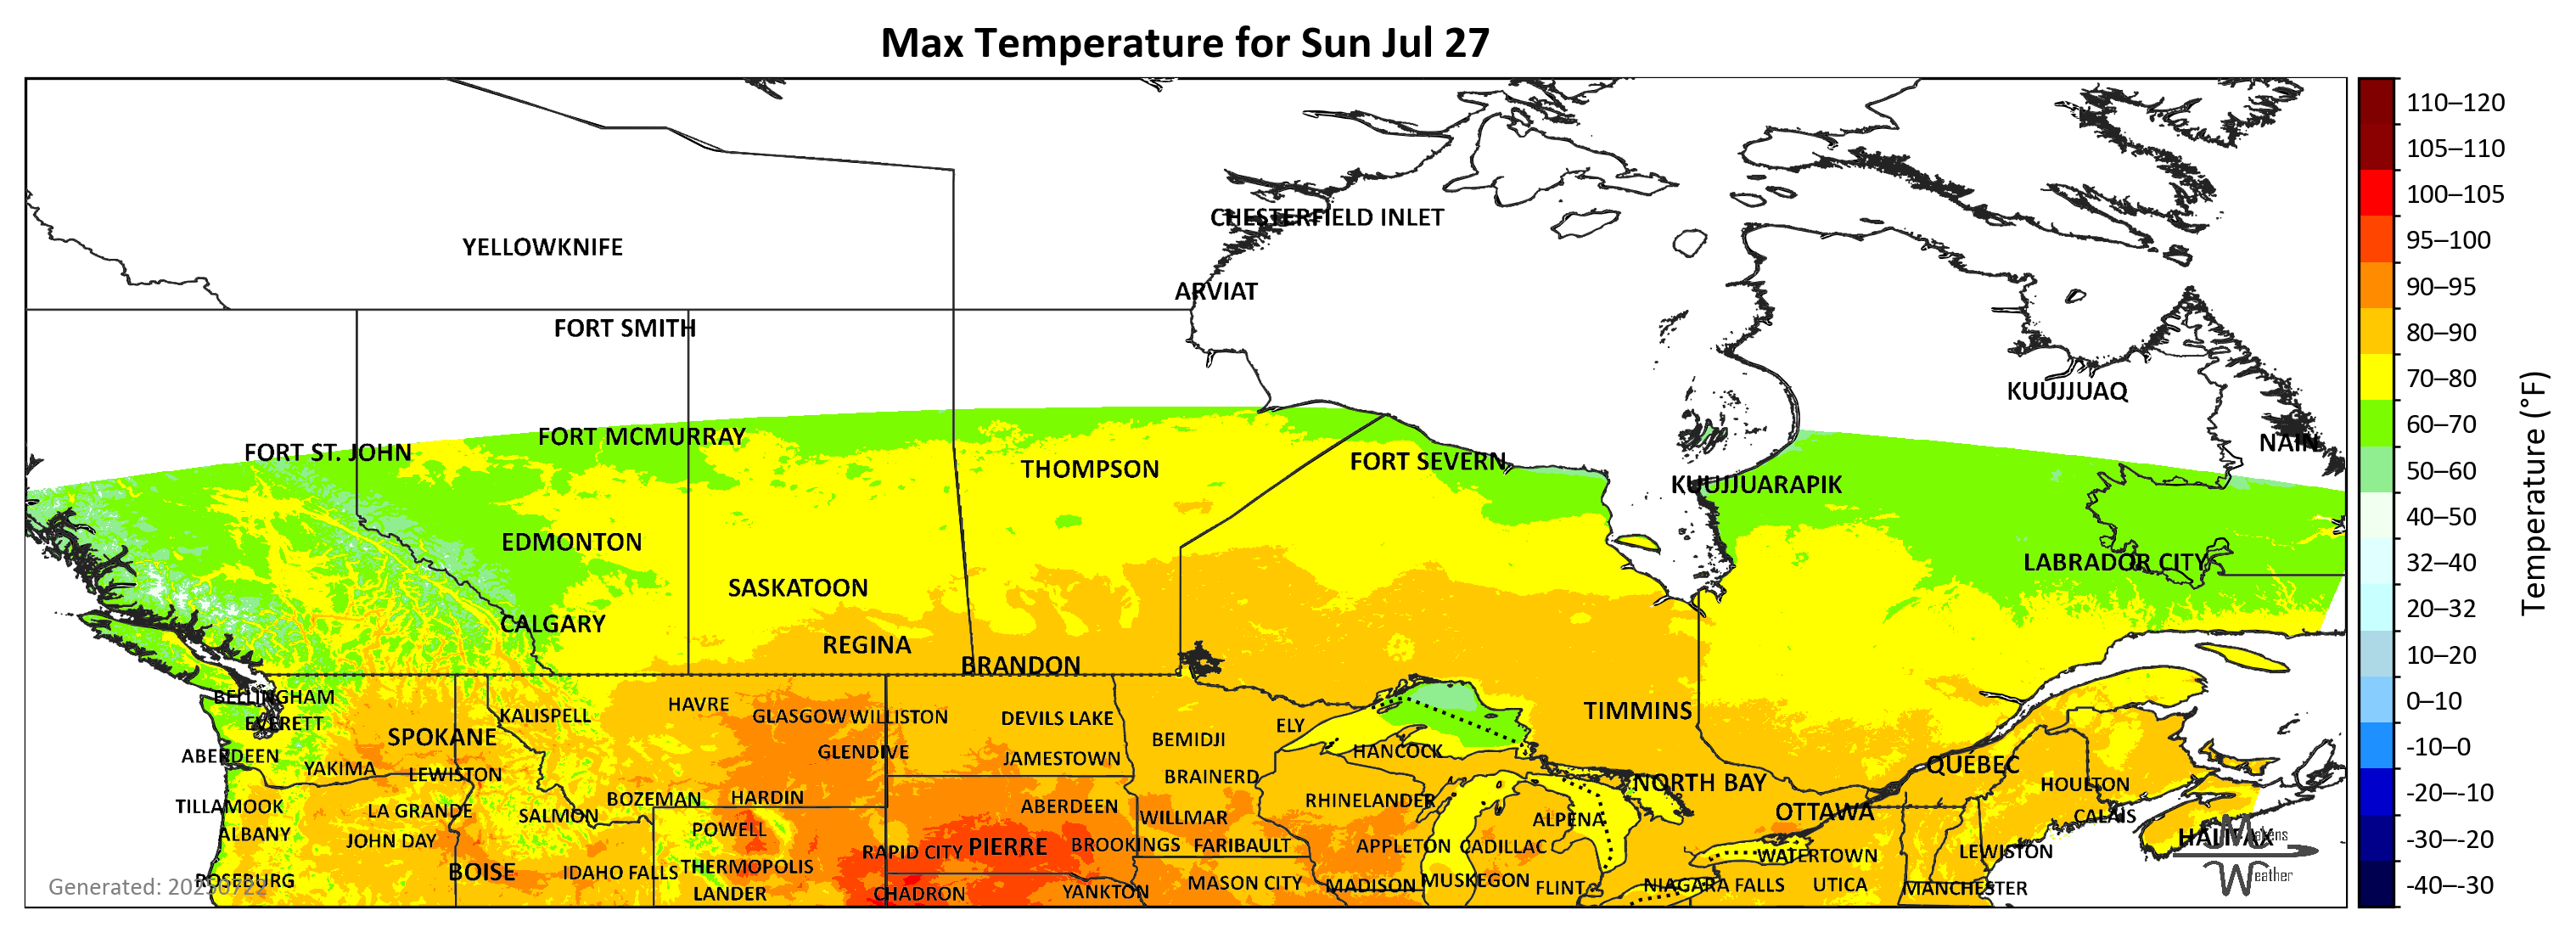 Max Temperature for Sun Jul 27
CHESTERFIELD INLET
YELLOWKNIFE
ARVIAT
FORT SMITH
KUUJJUAQ
FORT MCMURRAY
NAIN
FORT ST. JOHN
FORT SEVERN
THOMPSON
KUUJJUARAPIK
EDMONTON
LABRADOR CITY
SASKATOON
CALGARY
REGINA
BRANDON
BELLINGHAM
HAVRE
KALISPELL
GLASGOW WILLISTON
DEVILS LAKE
TIMMINS
EVERETT
ELY
SPOKANE
BEMIDJI
HANCOCK
GLENDIVE
ABERDEEN
JAMESTOWN
QUÉBEC
YAKIMA
LEWISTON
BRAINERD
NORTH BAY
HOULTON
BOZEMAN
HARDIN
RHINELANDER
TILLAMOOK
LA GRANDE
SALMON
ABERDEEN
WILLMAR
OTTAWA
CALAIS
ALPENA
ALBANY
JOHN DAY
POWELL
HALIFAX
RAPID CITY
PIERRE
BROOKINGS
FARIBAULT
APPLETON
CADILLAC
WATERTOWN
LEWISTON
BOISE
IDAHO FALLS
THERMOPOLIS
ROSEBURG
MASON CITY
MADISON
MUSKEGON
FLINT
NIAGARA FALLS
UTICA
MANCHESTER
LANDER
CHADRON
YANKTON
Generated: 20250722
Makens
Weather
110–120
105–110
100–105
95–100
90–95
80–90
70–80
60–70
50–60
40–50
32–40
20–32
10–20
0–10
-10–0
-20–-10
-30–-20
-40–-30
Temperature (°F)